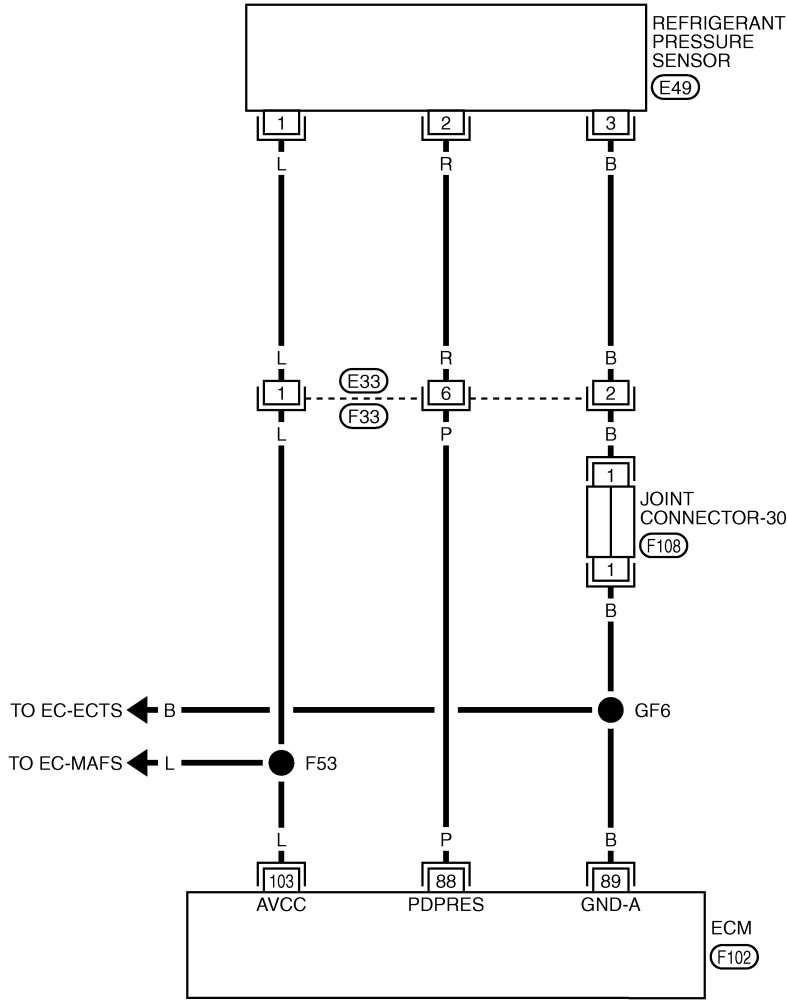 REFRIGERANT
PRESSURE
SENSOR
E49
1 2 3
L R B
L R B
E33
1 6 2
F33
L P B
1
JOINT
CONNECTOR-30
F108
1
B
TO EC-ECTS B GF6
TO EC-MAFS L F53
L P B
103 88 89
AVCC PDPRES GND-A
ECM
F102